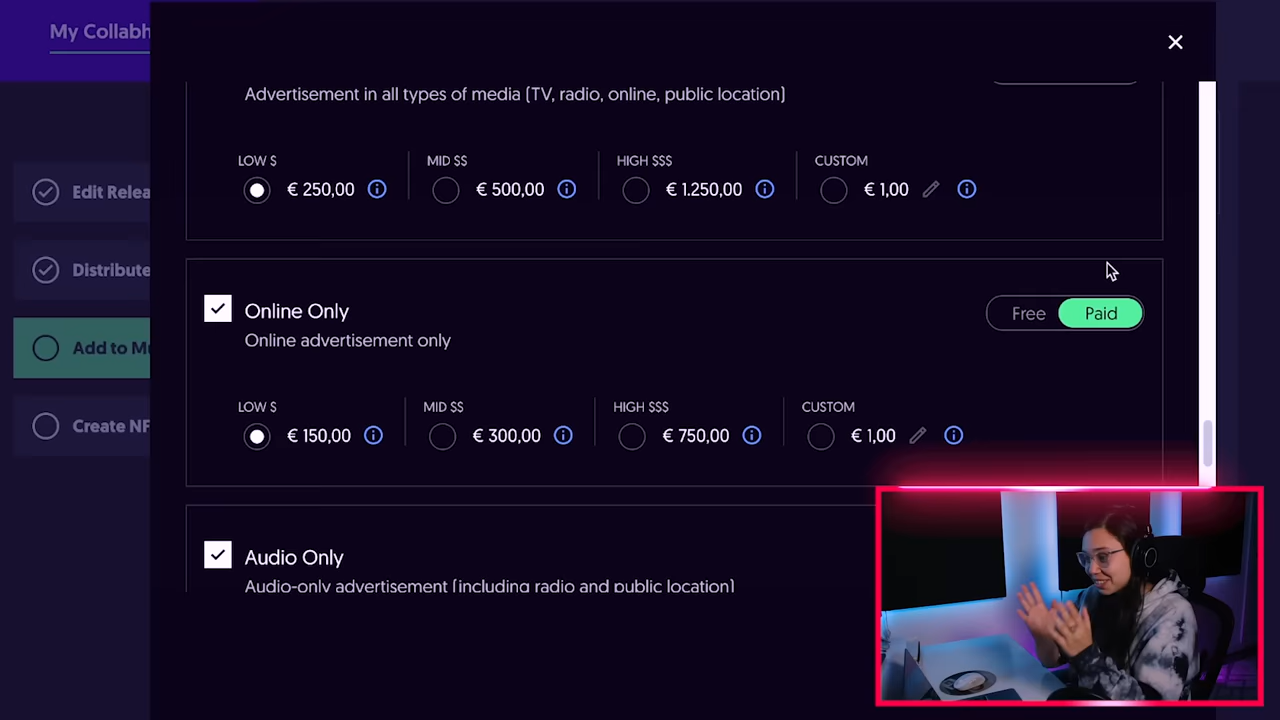 My Collabh
Advertisement in all types of media (TV, radio, online, public location)
LOW $ MID $$ HIGH $$$ CUSTOM
€ 250,00 € 500,00 € 1.250,00 € 1,00
Edit Relea
Distribute
Add to Mu
Create NF
Online Only
Online advertisement only
Free Paid
LOW $ MID $$ HIGH $$$ CUSTOM
€ 150,00 € 300,00 € 750,00 € 1,00
Audio Only
Audio-only advertisement (including radio and public location)